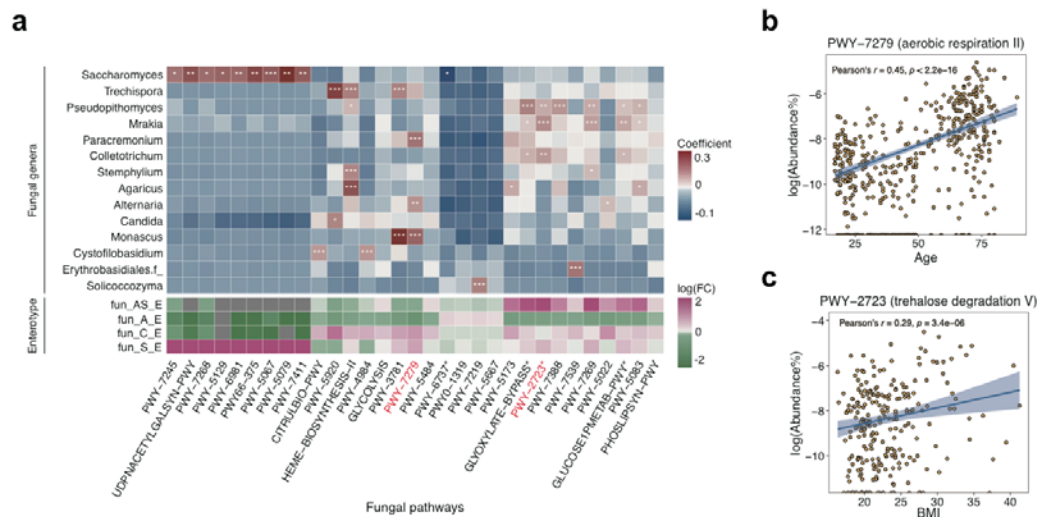 a
Fungal genera
Saccharomyces
Trechispora
Pseudopithomyces
Mrakia
Paracremonium
Colletotrichum
Stemphylium
Agaricus
Alternaria
Candida
Monascus
Cystofilobasidium
Erythrobasidiales.f_
Solicoccozyma
Enterotype
fun_AS_E
fun_A_E
fun_C_E
fun_S_E
PWY-7245
UDPNACETYLGALSYN-PWY
PWY-7268
PWY-5129
PWY-6981
PWY66-375
PWY-5067
PWY-5079
PWY-7411
PWY-5920
CITRULBIO-PWY
HEME-BIOSYNTHESIS-II
PWY-4984
GLYCOLYSIS
PWY-3781
PWY-7279
PWY-5484
PWY-6737*
PWY0-1319
PWY-7219
PWY-5667
PWY-5173
GLYOXYLATE-BYPASS*
PWY-2723*
PWY-7388
PWY-7539
PWY-7269
PWY-5022
GLUCOSE1PMETAB-PWY*
PWY-5083
PHOSLIPSYN-PWY
Fungal pathways
Coefficient
0.3
0
-0.1
log(FC)
2
0
-2
b
PWY-7279 (aerobic respiration II)
Pearson's r = 0.45, p < 2.2e-16
log(Abundance%)
-6
-8
-10
-12
20 25 50 75
Age
c
PWY-2723 (trehalose degradation V)
Pearson's r = 0.29, p = 3.4e-06
log(Abundance%)
-4
-6
-8
-10
20 25 30 35 40
BMI